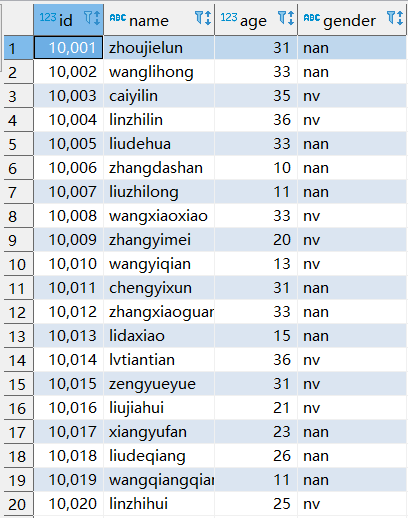 123 id ABC name 123 age ABC gender
1 10,001 zhoujielun 31 nan
2 10,002 wanglihong 33 nan
3 10,003 caiyilin 35 nv
4 10,004 linzhilin 36 nv
5 10,005 liudehua 33 nan
6 10,006 zhangdashan 10 nan
7 10,007 liuzhilong 11 nan
8 10,008 wangxiaoxiao 33 nv
9 10,009 zhangyimei 20 nv
10 10,010 wangyiqian 13 nv
11 10,011 chengyixun 31 nan
12 10,012 zhangxiaoguan 33 nan
13 10,013 lidaxiao 15 nan
14 10,014 lvtiantian 36 nv
15 10,015 zengyueyue 31 nv
16 10,016 liujiahui 21 nv
17 10,017 xiangyufan 23 nan
18 10,018 liudeqiang 26 nan
19 10,019 wangqiangqian 11 nan
20 10,020 linzhihui 25 nv